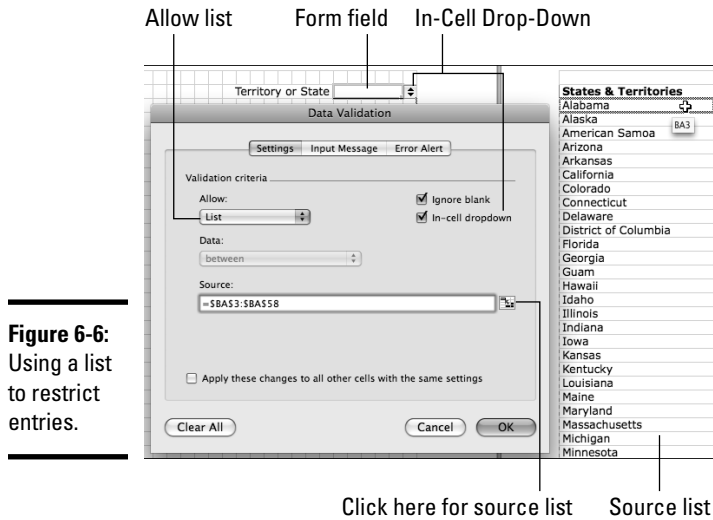 Allow list
Form field
In-Cell Drop-Down
Territory or State
Data Validation
Settings
Input Message
Error Alert
Validation criteria
Allow:
List
Ignore blank
In-cell dropdown
Data:
between
Source:
=$BA$3:$BA$58
Apply these changes to all other cells with the same settings
Clear All
Cancel
OK
States & Territories
Alabama
BA3
Alaska
American Samoa
Arizona
Arkansas
California
Colorado
Connecticut
Delaware
District of Columbia
Florida
Georgia
Guam
Hawaii
Idaho
Illinois
Indiana
Iowa
Kansas
Kentucky
Louisiana
Maine
Maryland
Massachusetts
Michigan
Minnesota
Figure 6-6:
Using a list
to restrict
entries.
Click here for source list
Source list